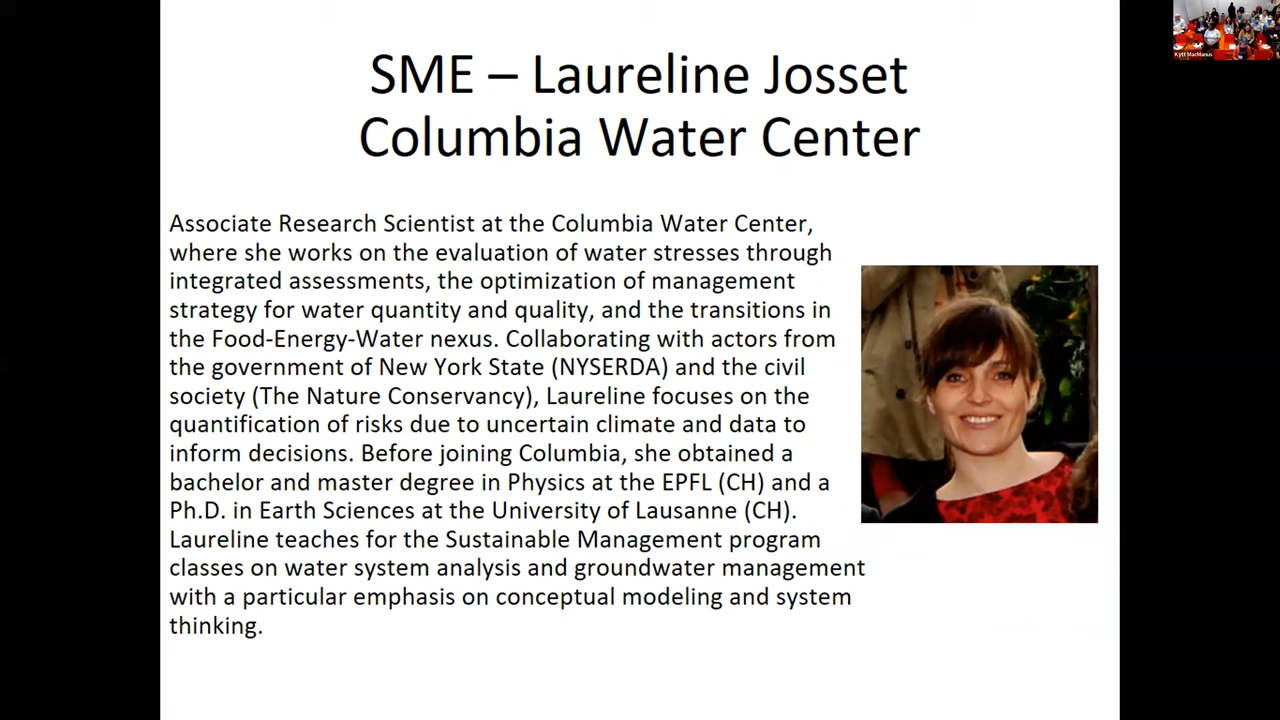 SME – Laureline Josset
Columbia Water Center
Associate Research Scientist at the Columbia Water Center,
where she works on the evaluation of water stresses through
integrated assessments, the optimization of management
strategy for water quantity and quality, and the transitions in
the Food-Energy-Water nexus. Collaborating with actors from
the government of New York State (NYSERDA) and the civil
society (The Nature Conservancy), Laureline focuses on the
quantification of risks due to uncertain climate and data to
inform decisions. Before joining Columbia, she obtained a
bachelor and master degree in Physics at the EPFL (CH) and a
Ph.D. in Earth Sciences at the University of Lausanne (CH).
Laureline teaches for the Sustainable Management program
classes on water system analysis and groundwater management
with a particular emphasis on conceptual modeling and system
thinking.
Kytt MacManus